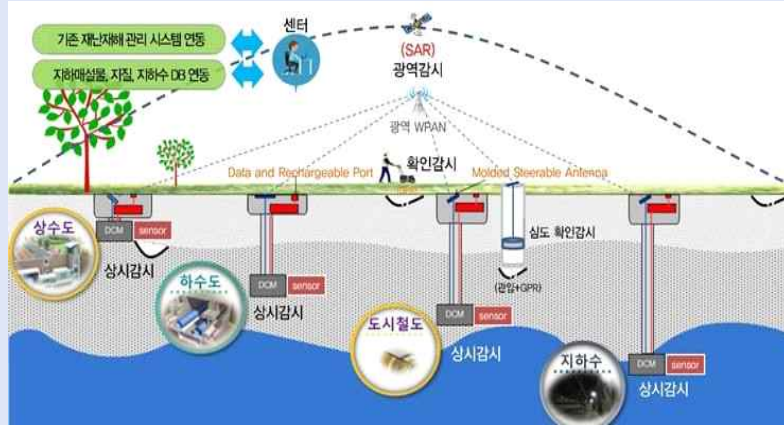 기존 재난재해 관리 시스템 연동
지하매설물, 지질, 지하수 DB 연동
센터
(SAR)
광역감시
광역 WPAN
확인감시
Data and Rechargeable Port
Molded Steerable Antenna
상수도
DCM
sensor
상시감시
하수도
DCM
sensor
상시감시
도시철도
DCM
sensor
상시감시
심도 확인감시
(관입+GPR)
지하수
DCM
sensor
상시감시